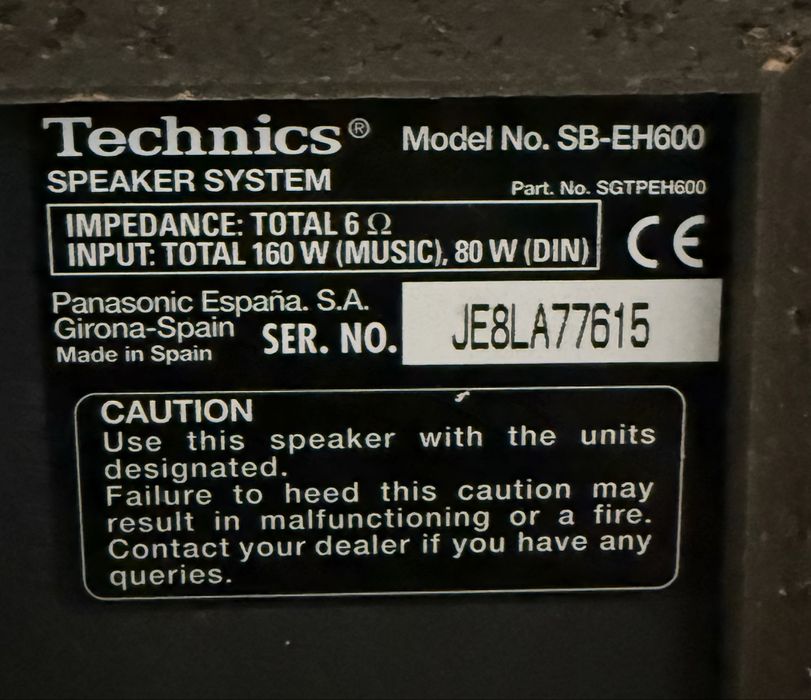 Technics® Model No. SB-EH600
SPEAKER SYSTEM Part. No. SGTPEH600
IMPEDANCE: TOTAL 6 Ω
INPUT: TOTAL 160 W (MUSIC), 80 W (DIN)
CE
Panasonic España. S.A.
Girona-Spain
Made in Spain
SER. NO. JE8LA77615
CAUTION
Use this speaker with the units
designated.
Failure to heed this caution may
result in malfunctioning or a fire.
Contact your dealer if you have any
queries.